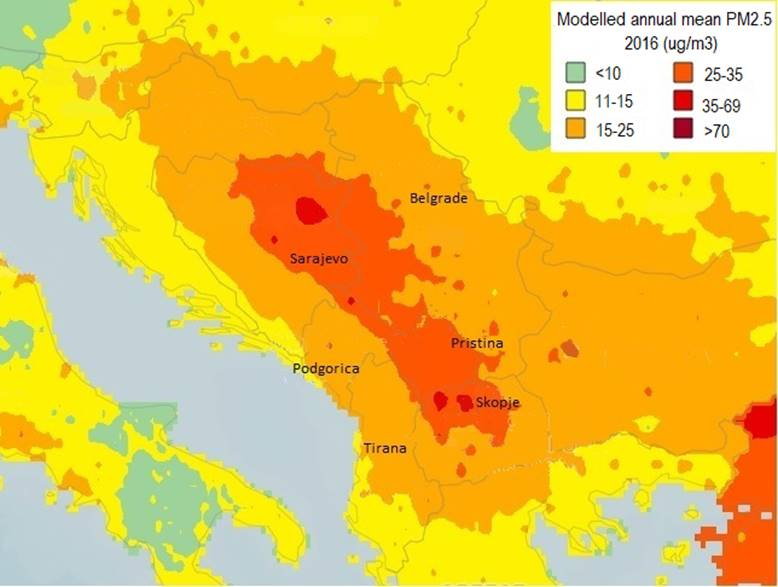 Modelled annual mean PM2.5
2016 (ug/m3)
<10
25-35
11-15
35-69
15-25
>70
Belgrade
Sarajevo
Pristina
Podgorica
Skopje
Tirana